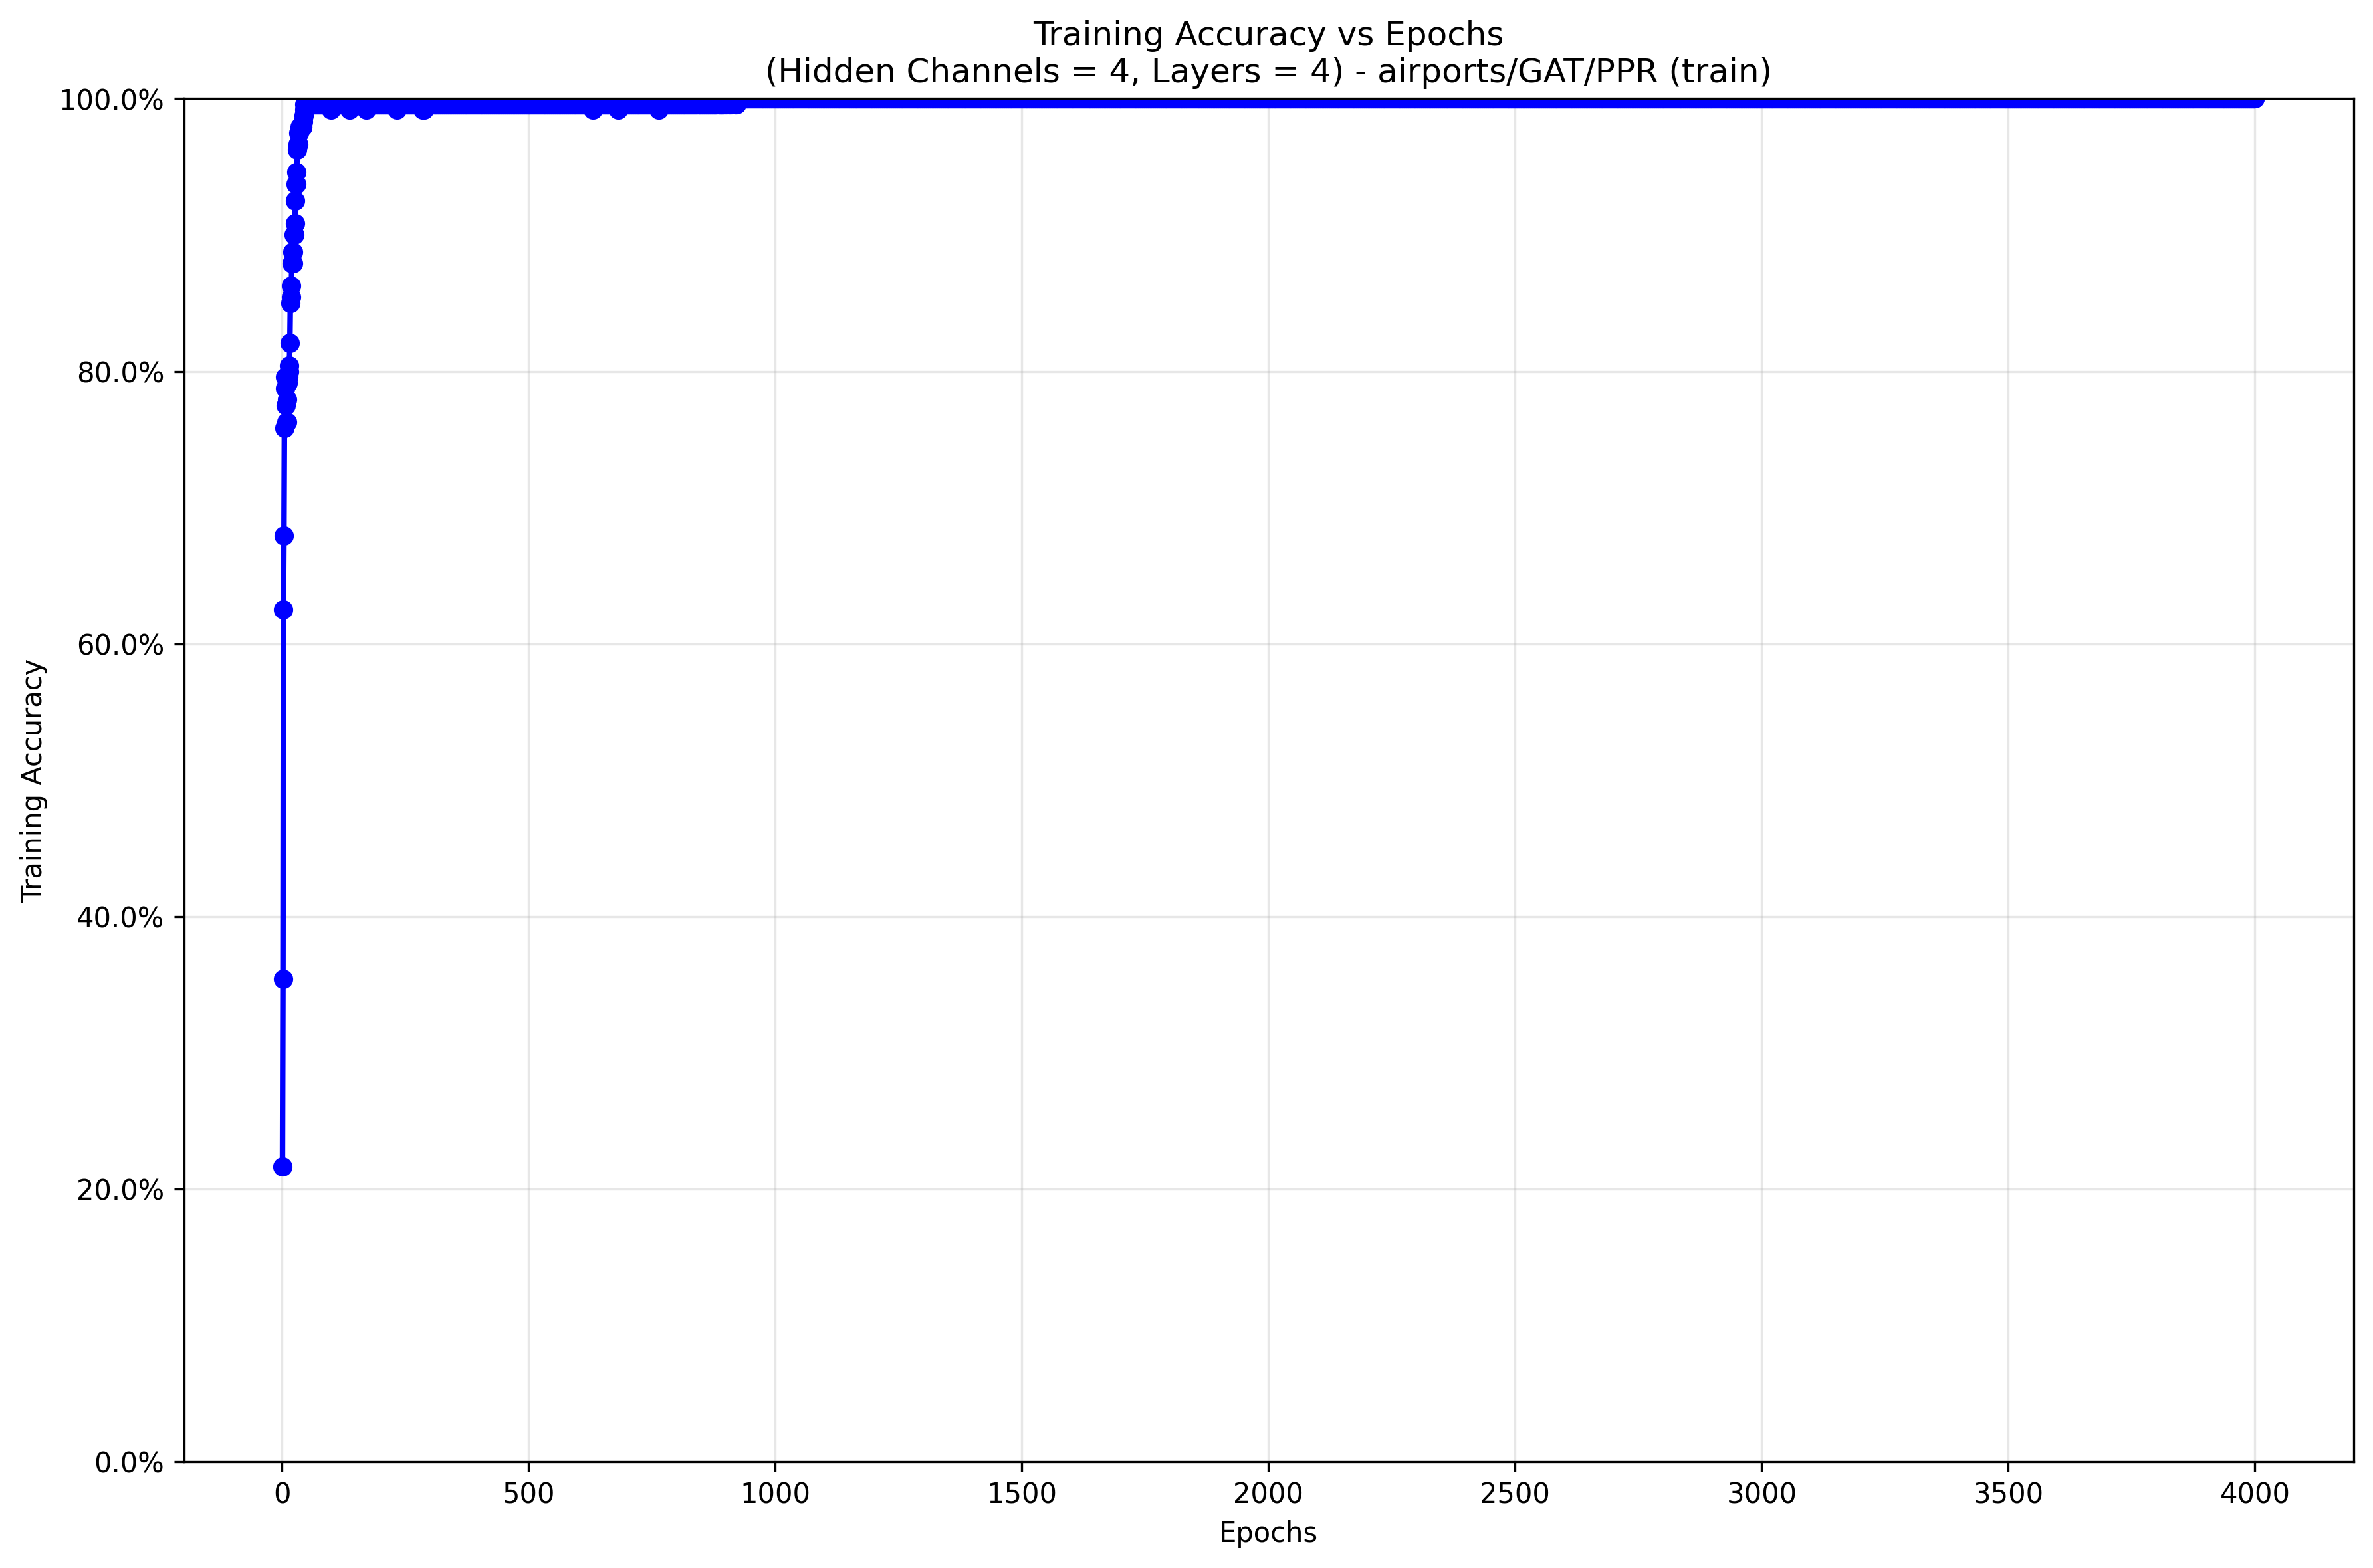 Training Accuracy vs Epochs
(Hidden Channels = 4, Layers = 4) - airports/GAT/PPR (train)
100.0%
80.0%
60.0%
40.0%
20.0%
0.0%
Training Accuracy
0 500 1000 1500 2000 2500 3000 3500 4000
Epochs